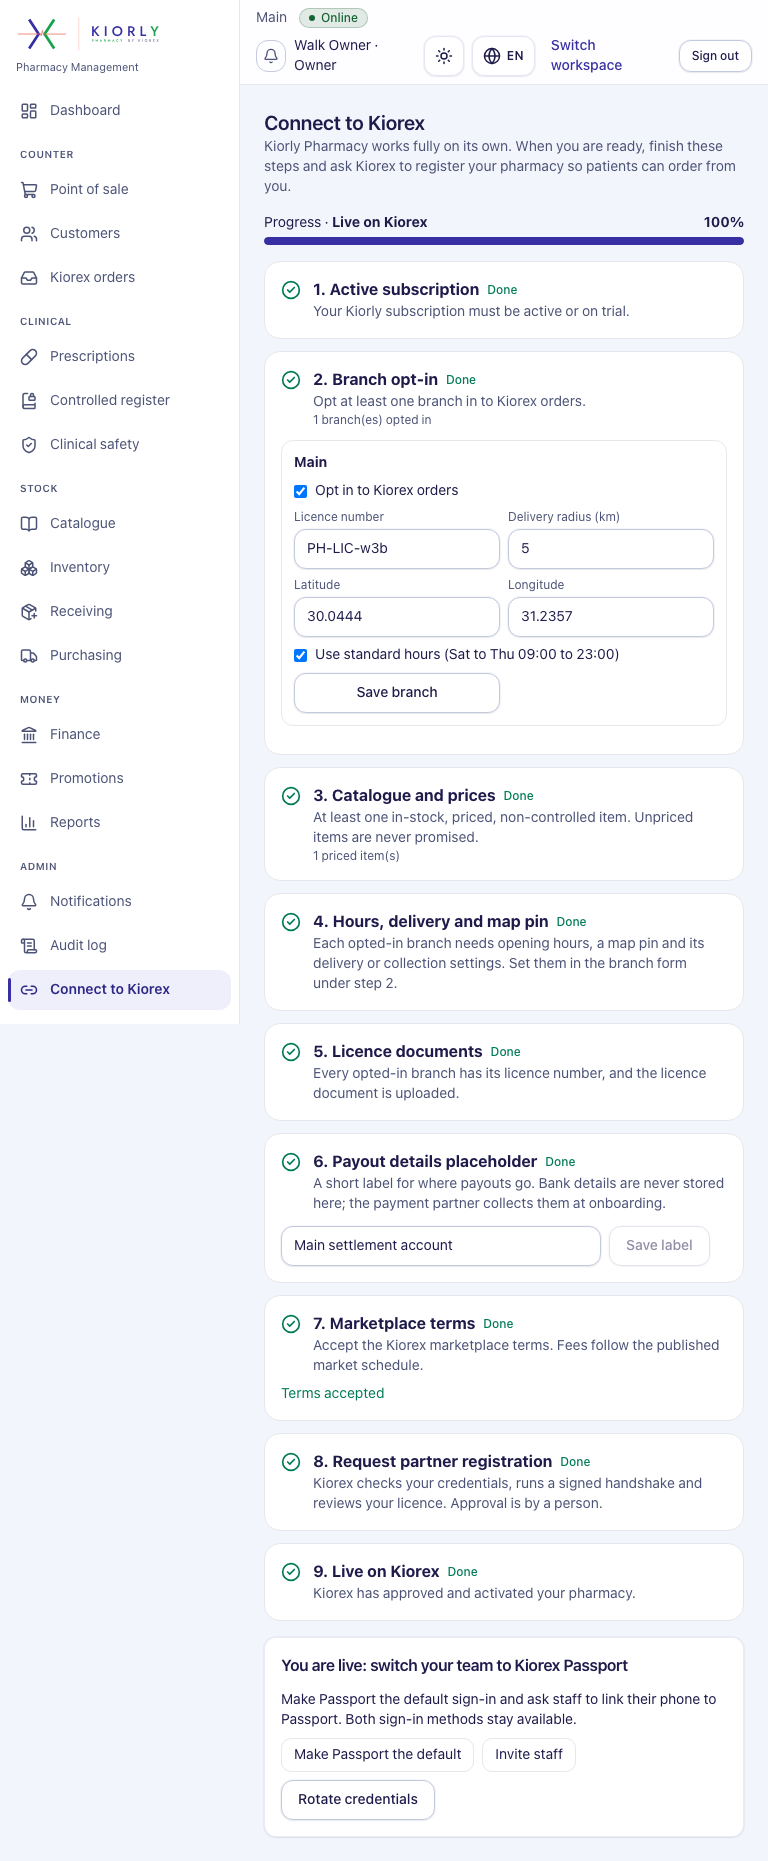 KIORLY
PHARMACY BY KIOREX
Pharmacy Management
Dashboard
COUNTER
Point of sale
Customers
Kiorex orders
CLINICAL
Prescriptions
Controlled register
Clinical safety
STOCK
Catalogue
Inventory
Receiving
Purchasing
MONEY
Finance
Promotions
Reports
ADMIN
Notifications
Audit log
Connect to Kiorex
Main
Online
Walk Owner ·
Owner
EN
Switch
workspace
Sign out
Connect to Kiorex
Kiorly Pharmacy works fully on its own. When you are ready, finish these
steps and ask Kiorex to register your pharmacy so patients can order from
you.
Progress · Live on Kiorex 100%
1. Active subscription Done
Your Kiorly subscription must be active or on trial.
2. Branch opt-in Done
Opt at least one branch in to Kiorex orders.
1 branch(es) opted in
Main
Opt in to Kiorex orders
Licence number Delivery radius (km)
PH-LIC-w3b 5
Latitude Longitude
30.0444 31.2357
Use standard hours (Sat to Thu 09:00 to 23:00)
Save branch
3. Catalogue and prices Done
At least one in-stock, priced, non-controlled item. Unpriced
items are never promised.
1 priced item(s)
4. Hours, delivery and map pin Done
Each opted-in branch needs opening hours, a map pin and its
delivery or collection settings. Set them in the branch form
under step 2.
5. Licence documents Done
Every opted-in branch has its licence number, and the licence
document is uploaded.
6. Payout details placeholder Done
A short label for where payouts go. Bank details are never stored
here; the payment partner collects them at onboarding.
Main settlement account Save label
7. Marketplace terms Done
Accept the Kiorex marketplace terms. Fees follow the published
market schedule.
Terms accepted
8. Request partner registration Done
Kiorex checks your credentials, runs a signed handshake and
reviews your licence. Approval is by a person.
9. Live on Kiorex Done
Kiorex has approved and activated your pharmacy.
You are live: switch your team to Kiorex Passport
Make Passport the default sign-in and ask staff to link their phone to
Passport. Both sign-in methods stay available.
Make Passport the default Invite staff
Rotate credentials